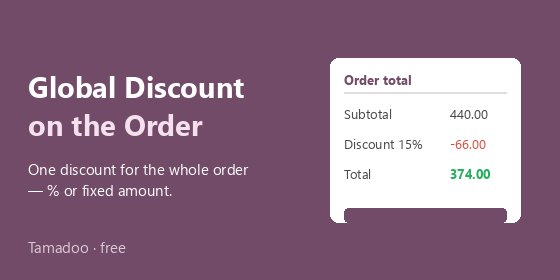 Global Discount
on the Order
One discount for the whole order
— % or fixed amount.
Tamadoo · free
Order total
Subtotal 440.00
Discount 15% -66.00
Total 374.00